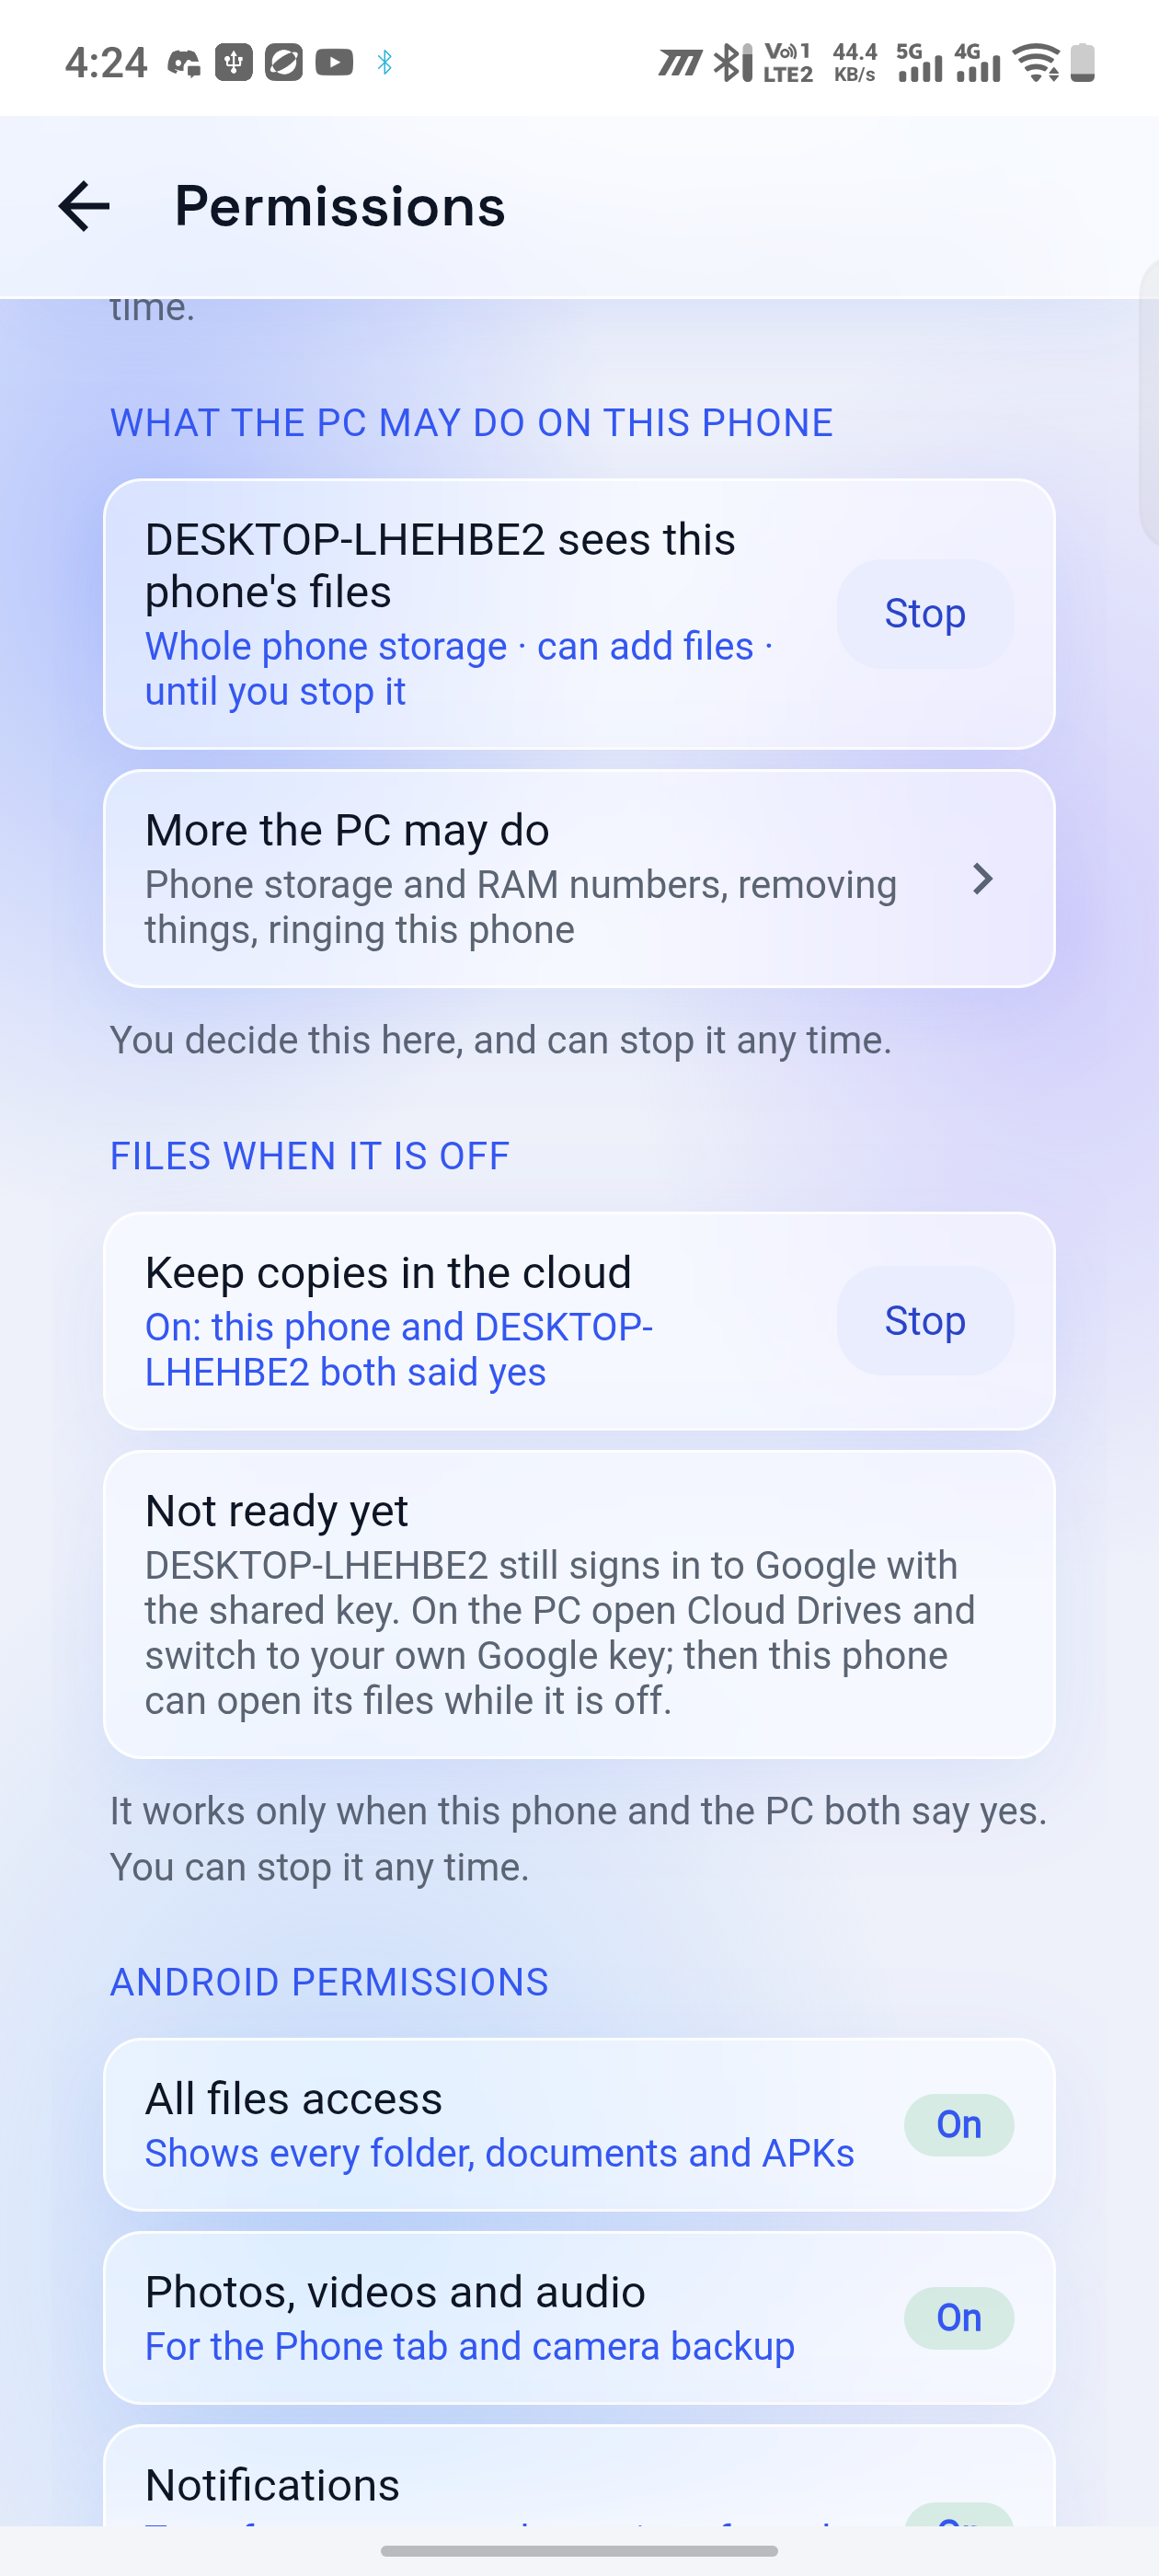 4:24
Vo 1
LTE2
44.4
KB/s
5G
4G
Permissions
time.
WHAT THE PC MAY DO ON THIS PHONE
DESKTOP-LHEHBE2 sees this
phone's files
Whole phone storage · can add files ·
until you stop it
Stop
More the PC may do
Phone storage and RAM numbers, removing
things, ringing this phone
You decide this here, and can stop it any time.
FILES WHEN IT IS OFF
Keep copies in the cloud
On: this phone and DESKTOP-
LHEHBE2 both said yes
Stop
Not ready yet
DESKTOP-LHEHBE2 still signs in to Google with
the shared key. On the PC open Cloud Drives and
switch to your own Google key; then this phone
can open its files while it is off.
It works only when this phone and the PC both say yes.
You can stop it any time.
ANDROID PERMISSIONS
All files access
Shows every folder, documents and APKs
On
Photos, videos and audio
For the Phone tab and camera backup
On
Notifications